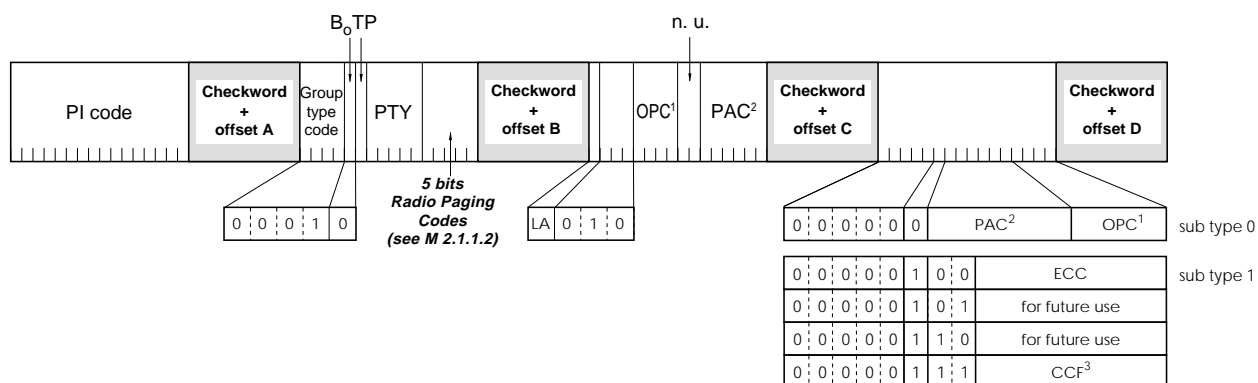 BoTP
n. u.
PI code
Checkword
+
offset A
Group
type
code
PTY
Checkword
+
offset B
OPC¹
PAC²
Checkword
+
offset C
Checkword
+
offset D
5 bits
Radio Paging
Codes
(see M 2.1.1.2)
0 0 0 1 0
LA 0 1 0
0 0 0 0 0 0 PAC² OPC¹ sub type 0
0 0 0 0 0 1 0 0 ECC sub type 1
0 0 0 0 0 1 0 1 for future use
0 0 0 0 0 1 1 0 for future use
0 0 0 0 0 1 1 1 CCF³